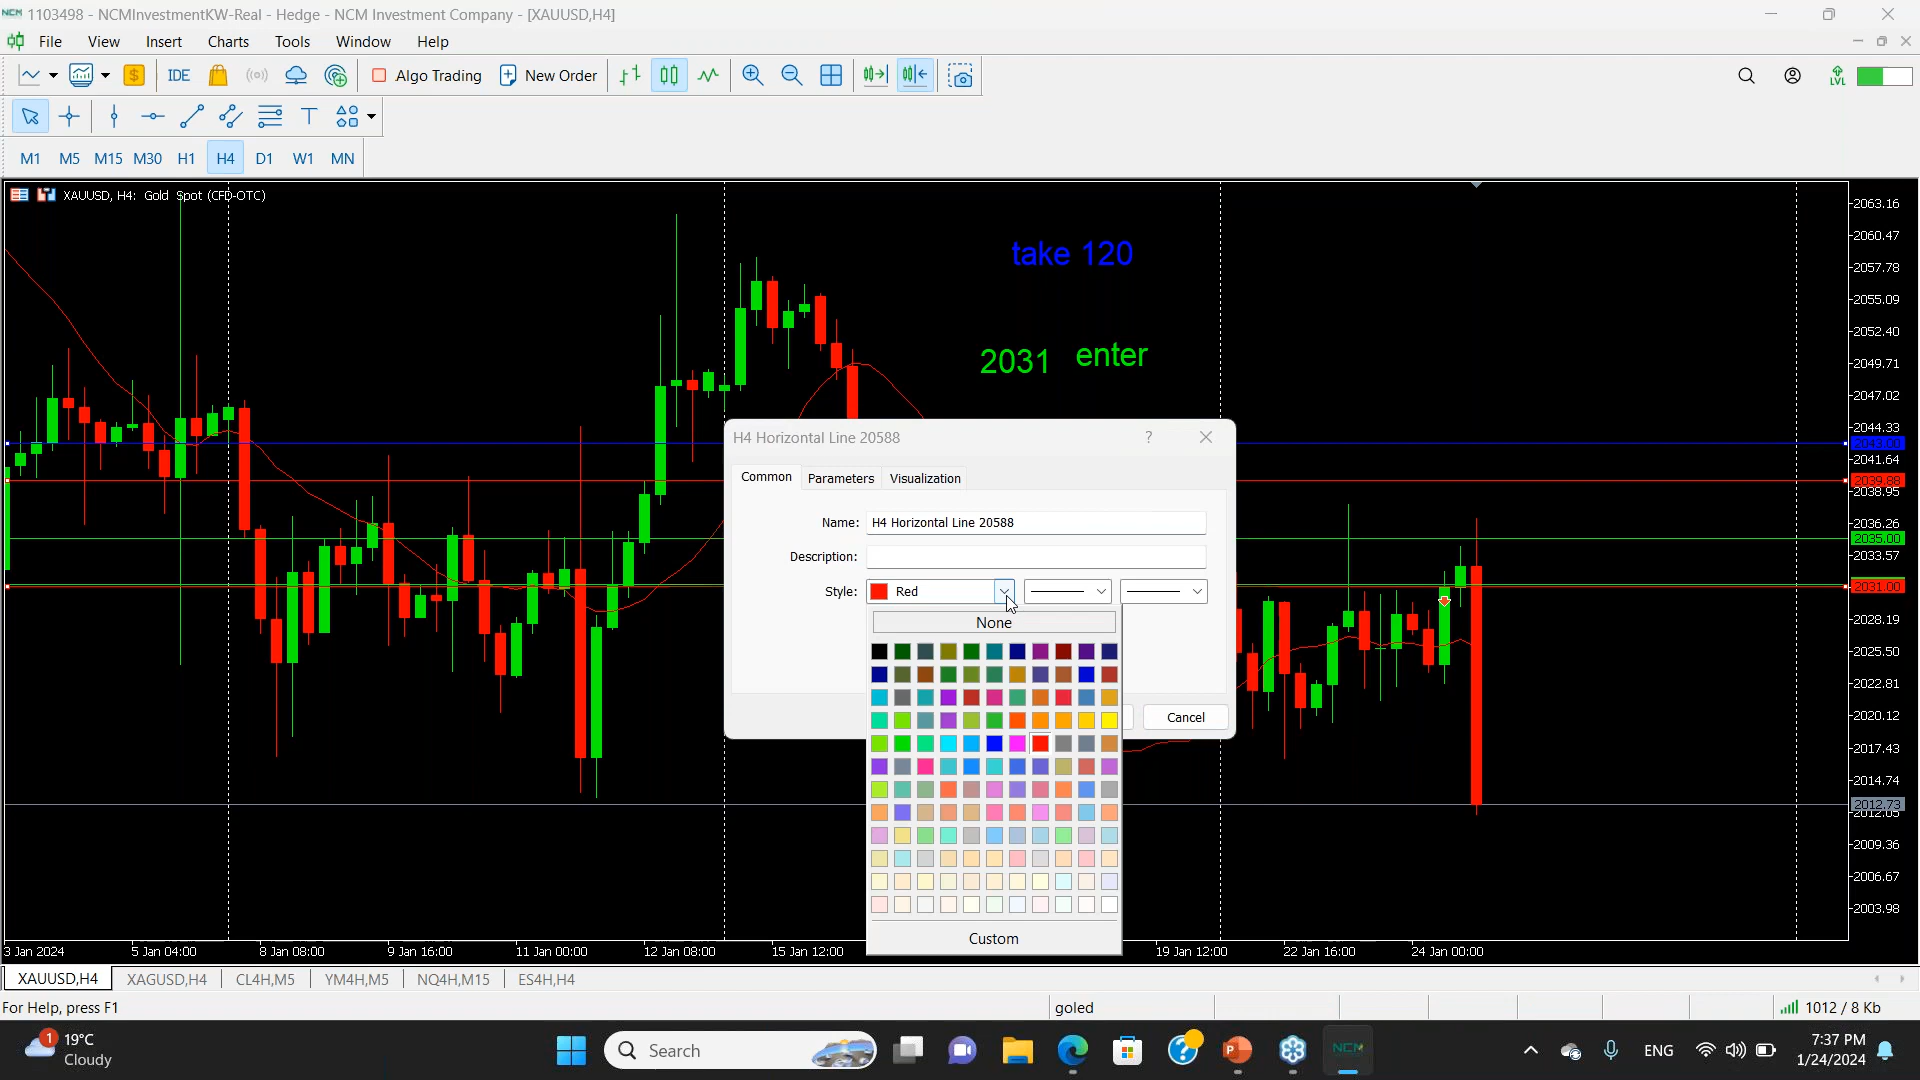 1103498 - NCMInvestmentKW-Real - Hedge - NCM Investment Company - [XAUUSD,H4]
File View Insert Charts Tools Window Help
IDE Algo Trading New Order LVL
M1 M5 M15 M30 H1 H4 D1 W1 MN
XAUUSD, H4: Gold Spot (CFD-OTC)
take 120
2031 enter
2063.16
2060.47
2057.78
2055.09
2052.40
2049.71
2047.02
2044.33
2043.00
2041.64
2039.88
2038.95
2036.26
2035.00
2033.57
2031.00
2028.19
2025.50
2022.81
2020.12
2017.43
2014.74
2012.73
2012.05
2009.36
2006.67
2003.98
H4 Horizontal Line 20588
Common Parameters Visualization
Name: H4 Horizontal Line 20588
Description:
Style: Red
None
Cancel
Custom
3 Jan 2024 5 Jan 04:00 8 Jan 08:00 9 Jan 16:00 11 Jan 00:00 12 Jan 08:00 15 Jan 12:00 19 Jan 12:00 22 Jan 16:00 24 Jan 00:00
XAUUSD,H4 XAGUSD,H4 CL4H,M5 YM4H,M5 NQ4H,M15 ES4H,H4
For Help, press F1 goled 1012 / 8 Kb
1 19°C
Cloudy
Search
NCM
ENG
7:37 PM
1/24/2024